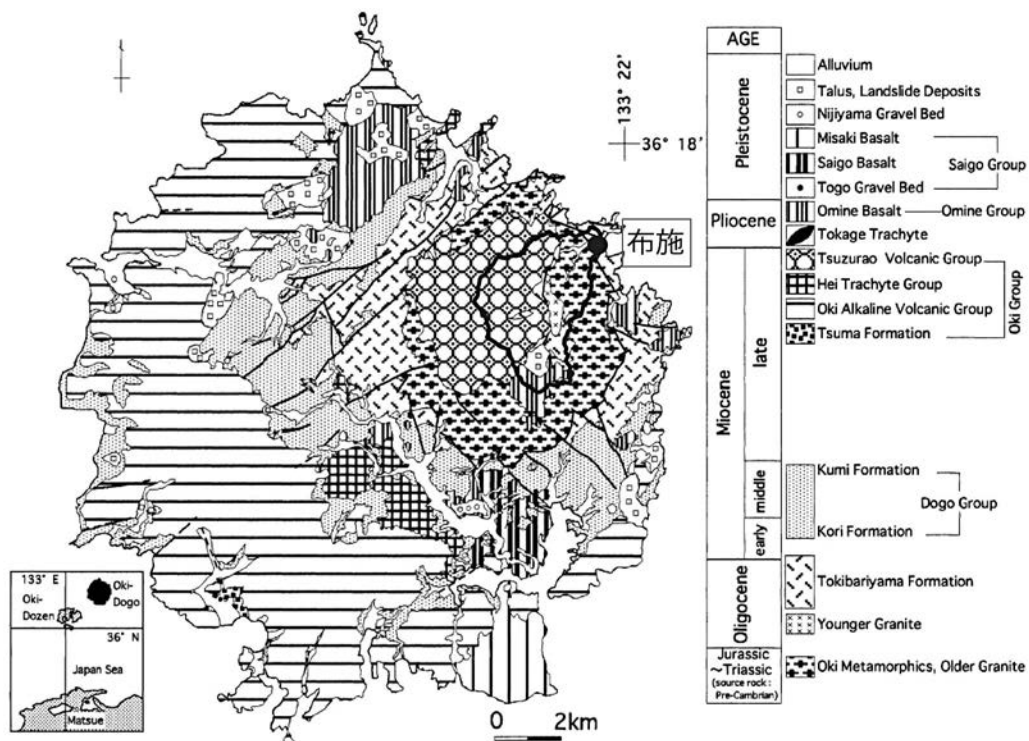 133° 22'
36° 18'
布施
AGE
Pleistocene
Pliocene
Miocene
late
middle
early
Oligocene
Jurassic
~Triassic
(source rock :
Pre-Cambrian)
Alluvium
Talus, Landslide Deposits
Nijiyama Gravel Bed
Misaki Basalt
Saigo Basalt
Togo Gravel Bed
Saigo Group
Omine Basalt
Omine Group
Tokage Trachyte
Tsuzurao Volcanic Group
Hei Trachyte Group
Oki Alkaline Volcanic Group
Tsuma Formation
Oki Group
Kumi Formation
Dogo Group
Kori Formation
Tokibariyama Formation
Younger Granite
Oki Metamorphics, Older Granite
133° E
Oki-
Dogo
Oki-
Dozen
36° N
Japan Sea
Matsue
0 2km